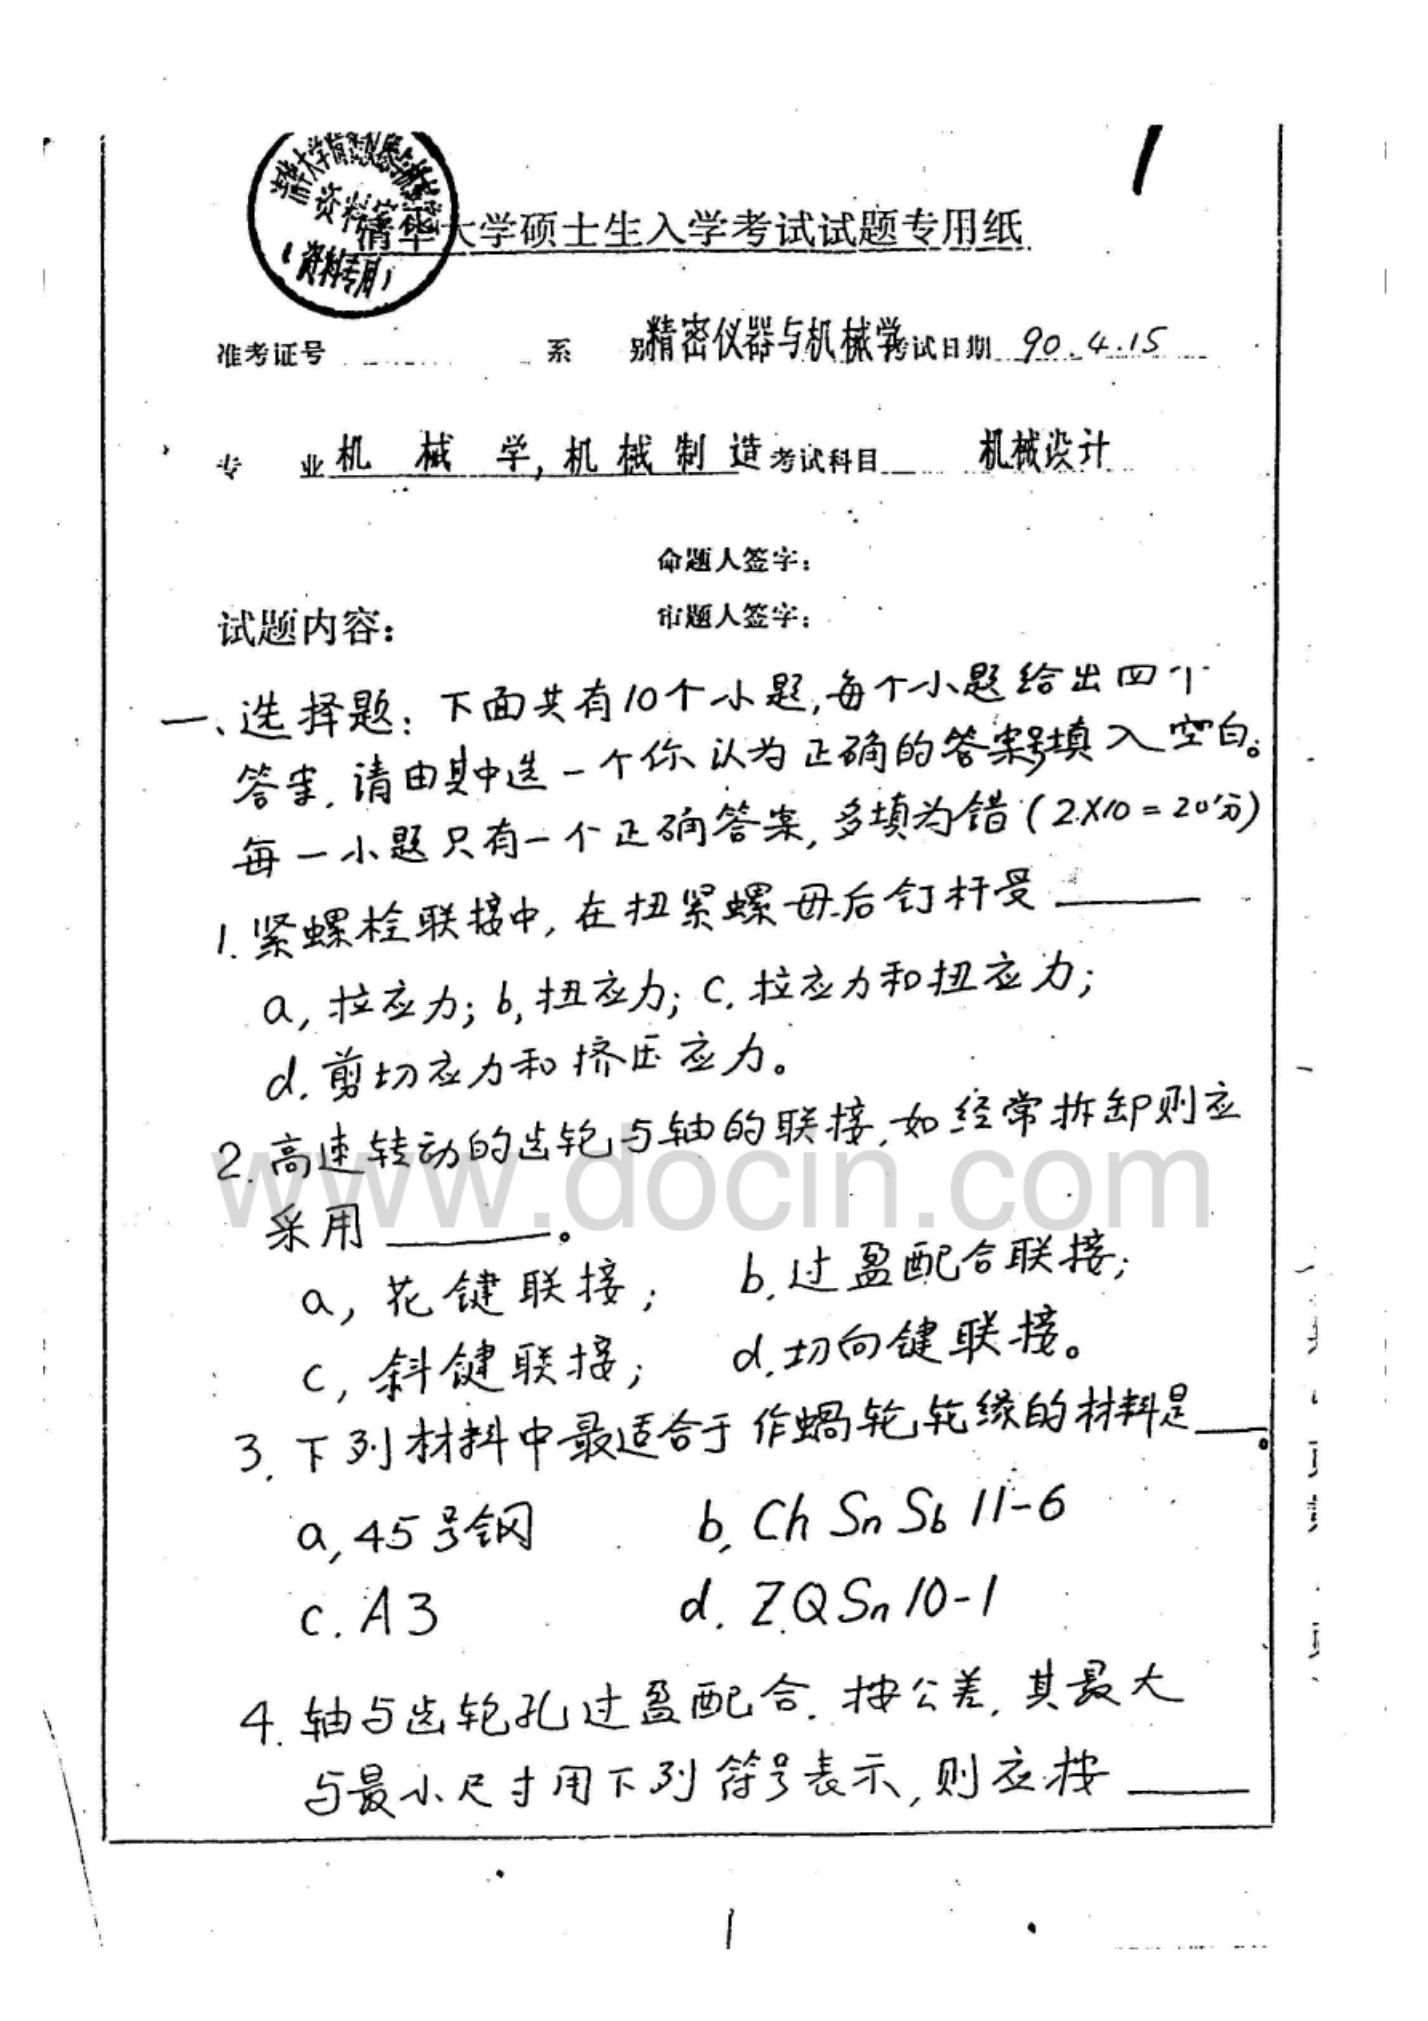 1
资料室
(资料专用)
清华大学硕士生入学考试试题专用纸
准考证号 系 别 精密仪器与机械学 考试日期 90.4.15
专 业 机 械 学,机 械 制 造 考试科目 机械设计
命题人签字：
试题内容：
审题人签字：
一、选择题：下面共有10个小题,每个小题给出四个
答案,请由其中选一个你认为正确的答案号填入空白。
每一小题只有一个正确答案,多填为错(2×10=20分)
1.紧螺栓联接中,在扭紧螺母后钉杆受
a,拉应力;b,扭应力;C.拉应力和扭应力;
d.剪切应力和挤压应力。
2.高速转动的齿轮与轴的联接,如经常拆卸则应
www.docin.com
采用 。
a,花键联接; b.过盈配合联接;
c,斜键联接; d.切向键联接。
3.下列材料中最适合于作蜗轮轮缘的材料是 。
a,45号钢 b,Ch Sn Sb 11-6
c.A3 d.ZQSn10-1
4.轴与齿轮孔过盈配合.按公差,其最大
与最小尺寸用下列符号表示,则应按
1